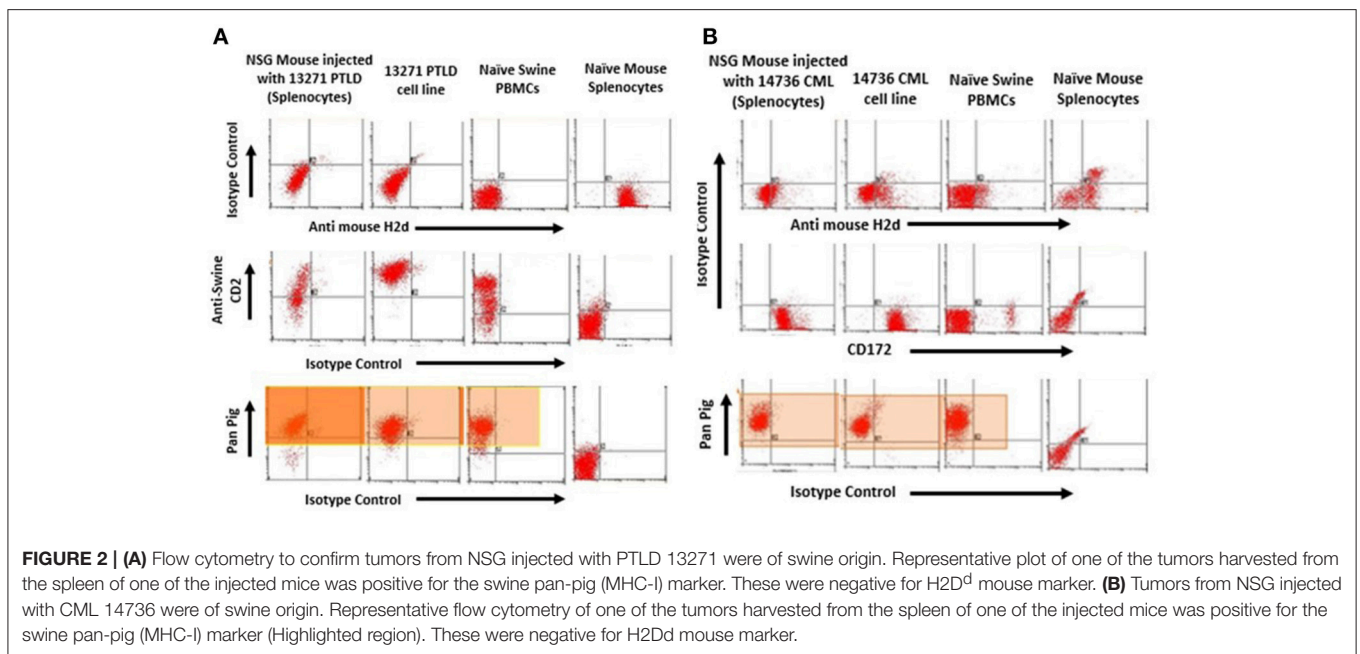 A
B
NSG Mouse injected
with 13271 PTLD
(Splenocytes)
13271 PTLD
cell line
Naïve Swine
PBMCs
Naïve Mouse
Splenocytes
NSG Mouse injected
with 14736 CML
(Splenocytes)
14736 CML
cell line
Naïve Swine
PBMCs
Naïve Mouse
Splenocytes
Isotype Control
Anti mouse H2d
Anti-Swine
CD2
Isotype Control
Pan Pig
Isotype Control
Isotype Control
Anti mouse H2d
CD172
Pan Pig
Isotype Control
FIGURE 2 | (A) Flow cytometry to confirm tumors from NSG injected with PTLD 13271 were of swine origin. Representative plot of one of the tumors harvested from
the spleen of one of the injected mice was positive for the swine pan-pig (MHC-I) marker. These were negative for H2Dᵈ mouse marker. (B) Tumors from NSG injected
with CML 14736 were of swine origin. Representative flow cytometry of one of the tumors harvested from the spleen of one of the injected mice was positive for the
swine pan-pig (MHC-I) marker (Highlighted region). These were negative for H2Dd mouse marker.